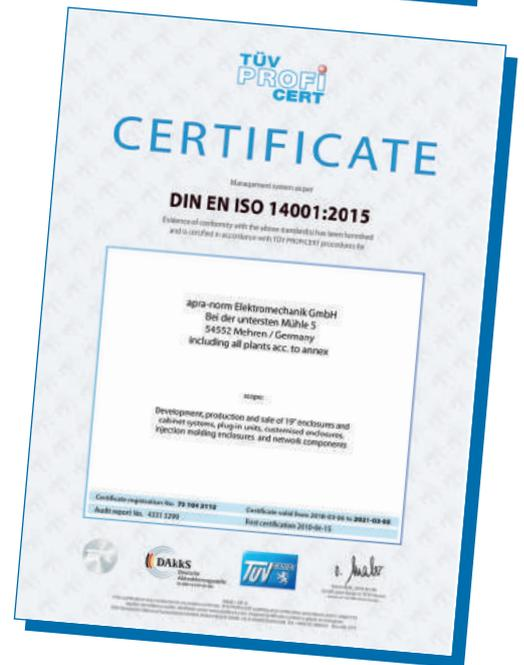 TÜV
PROFI
CERT
CERTIFICATE
Management system as per
DIN EN ISO 14001:2015
Evidence of conformity with the above standard(s) has been furnished
and is certified in accordance with TÜV PROFiCERT procedures for
apra-norm Elektromechanik GmbH
Bei der untersten Mühle 5
54552 Mehren / Germany
including all plants acc. to annex
scope:
Development, production and sale of 19" enclosures and
cabinet systems, plug-in units, customised enclosures,
injection molding enclosures and network components
Certificate registration No. 73 104 3112
Certificate valid from 2018-03-06 to 2021-03-05
Audit report No. 4331 3299
First certification 2010-06-15
DAkkS
Deutsche
Akkreditierungsstelle
TÜV HESSEN